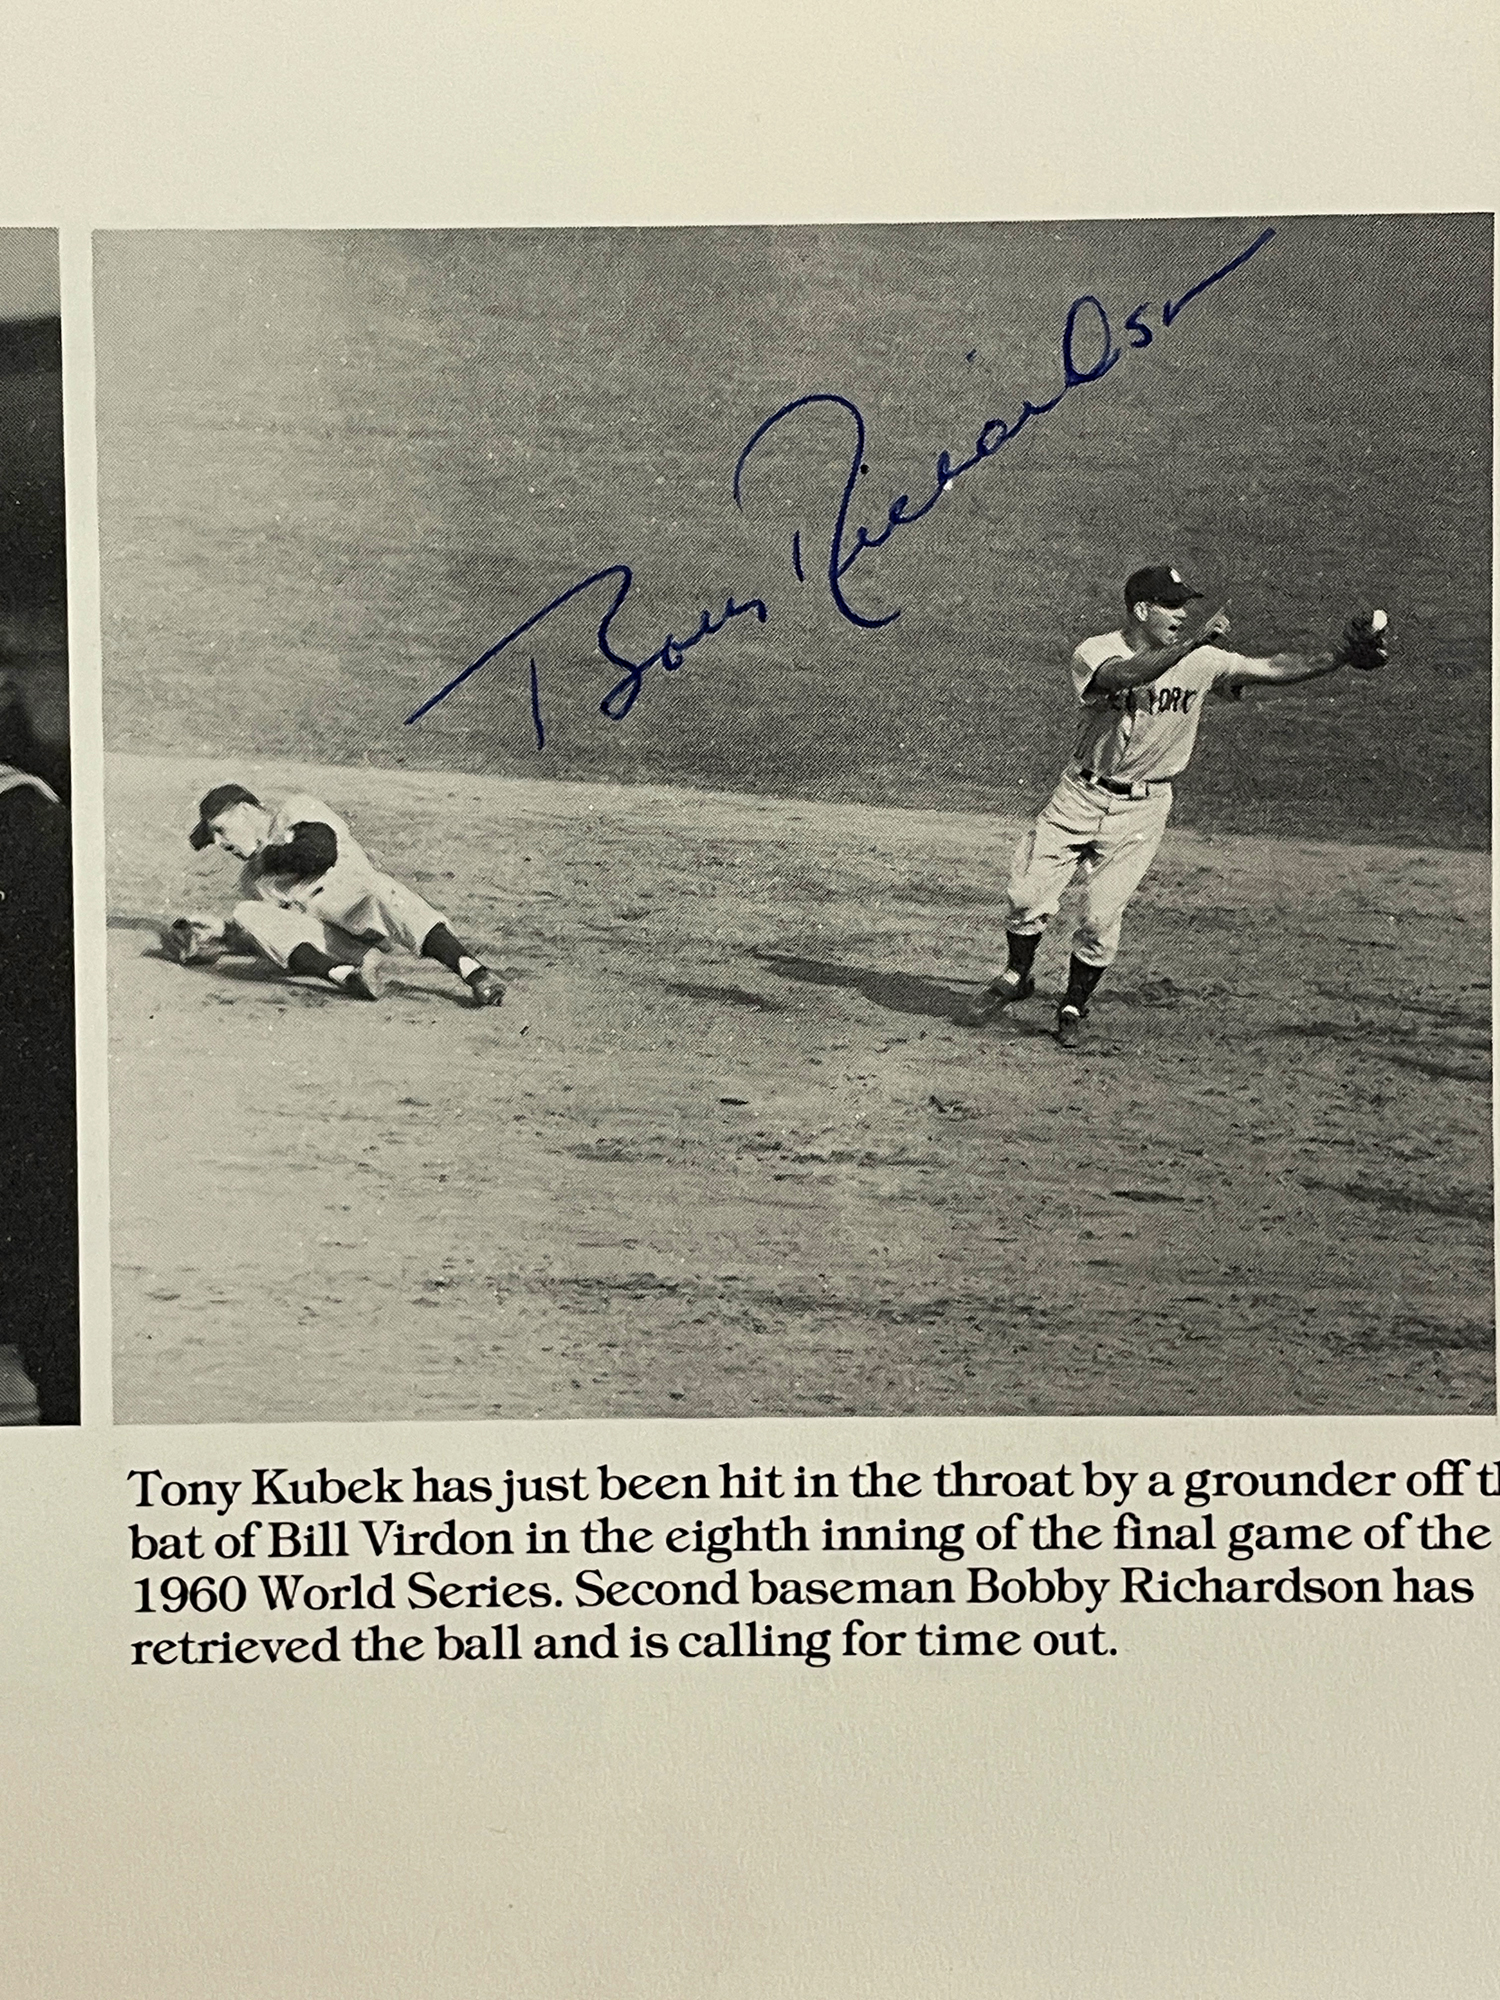 Bobby Richardson
NEW YORK
Tony Kubek has just been hit in the throat by a grounder off
bat of Bill Virdon in the eighth inning of the final game of the
1960 World Series. Second baseman Bobby Richardson has
retrieved the ball and is calling for time out.